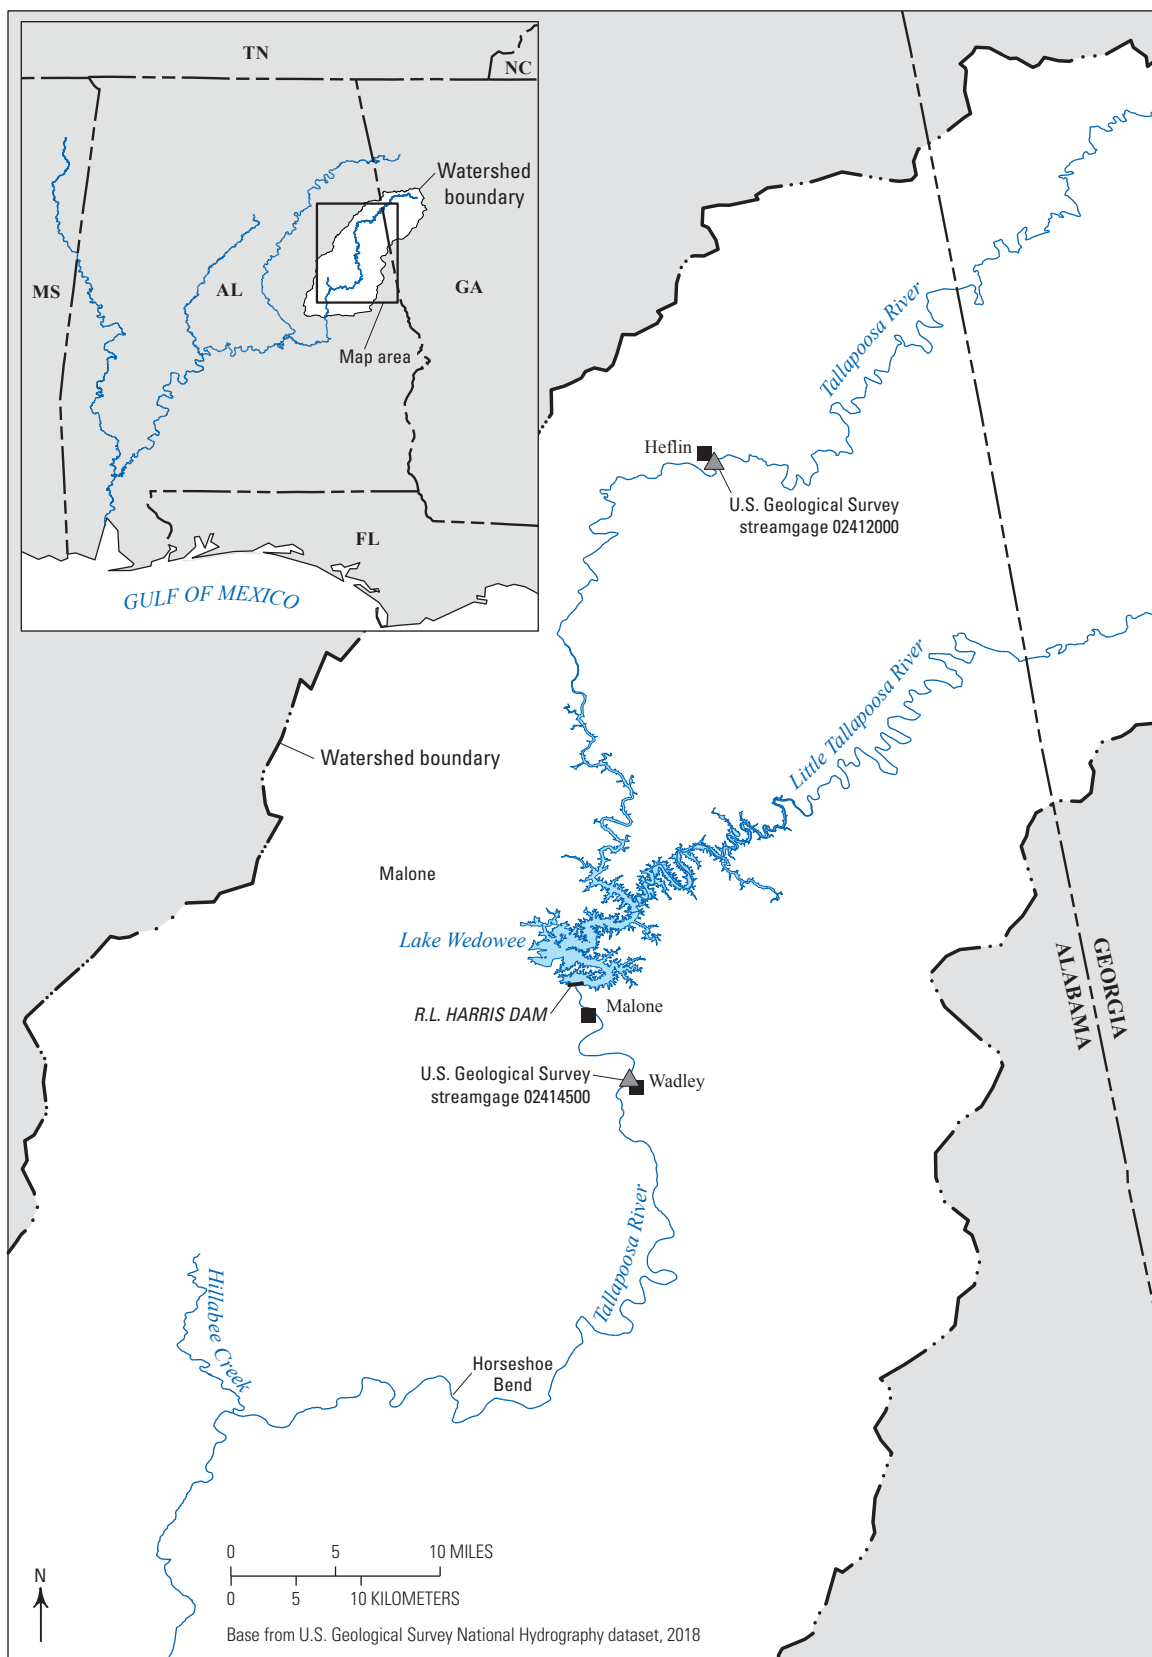 TN
NC
Watershed
boundary
MS
AL
GA
Map area
FL
GULF OF MEXICO
Tallapoosa River
Heflin
U.S. Geological Survey
streamgage 02412000
Little Tallapoosa River
Watershed boundary
Malone
Lake Wedowee
GEORGIA
ALABAMA
R.L. HARRIS DAM
Malone
U.S. Geological Survey
streamgage 02414500
Wadley
Tallapoosa River
Hillabee Creek
Horseshoe
Bend
0 5 10 MILES
0 5 10 KILOMETERS
N
Base from U.S. Geological Survey National Hydrography dataset, 2018